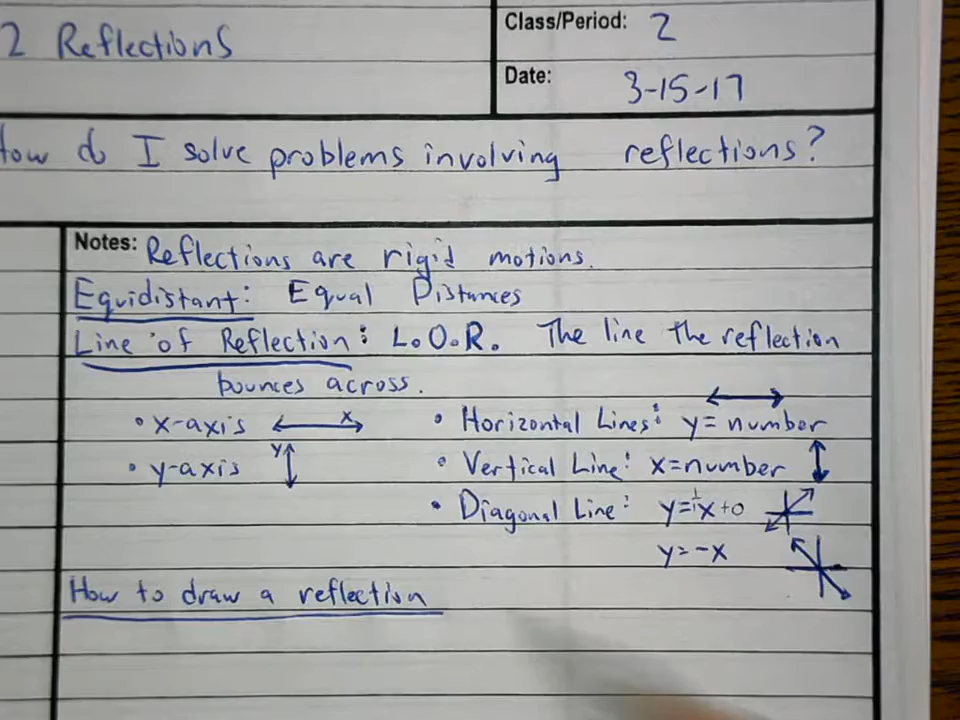 2 Reflections
Class/Period: 2
Date: 3-15-17
How do I solve problems involving reflections?
Notes: Reflections are rigid motions.
Equidistant: Equal Distances
Line of Reflection: L.O.R. The line the reflection
bounces across.
• x-axis x
• y-axis y
• Horizontal Lines: y= number
• Vertical Line: x=number
• Diagonal Line: y=1/1x+0
y=-x
How to draw a reflection